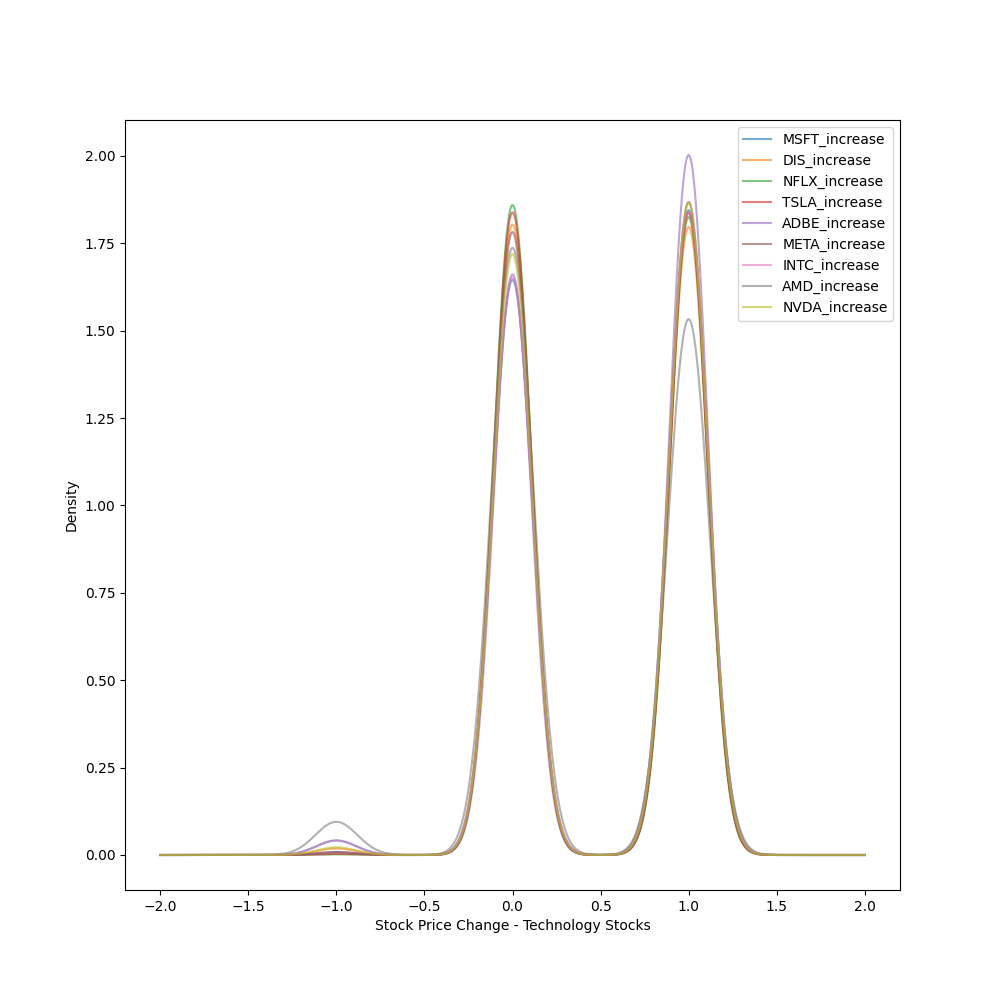 2.00
1.75
1.50
1.25
1.00
0.75
0.50
0.25
0.00
Density
MSFT_increase
DIS_increase
NFLX_increase
TSLA_increase
ADBE_increase
META_increase
INTC_increase
AMD_increase
NVDA_increase
−2.0 −1.5 −1.0 −0.5 0.0 0.5 1.0 1.5 2.0
Stock Price Change - Technology Stocks